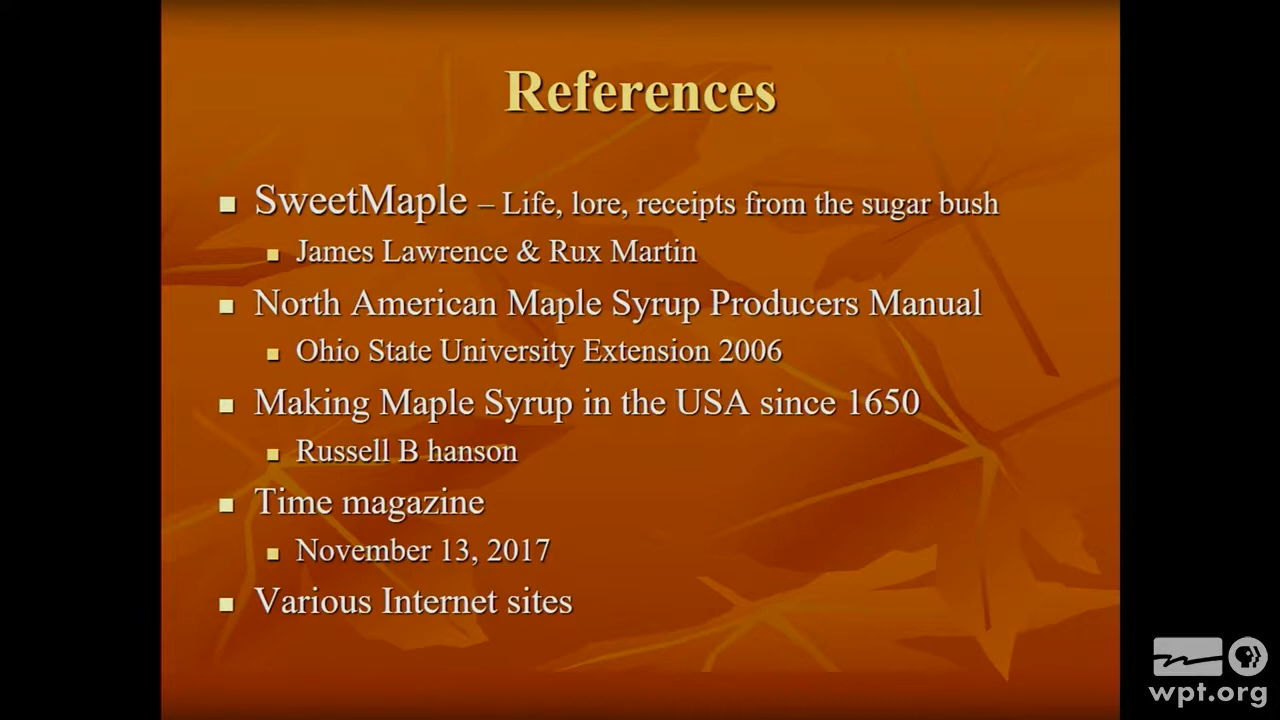 References
SweetMaple – Life, lore, receipts from the sugar bush
James Lawrence & Rux Martin
North American Maple Syrup Producers Manual
Ohio State University Extension 2006
Making Maple Syrup in the USA since 1650
Russell B hanson
Time magazine
November 13, 2017
Various Internet sites
wpt.org